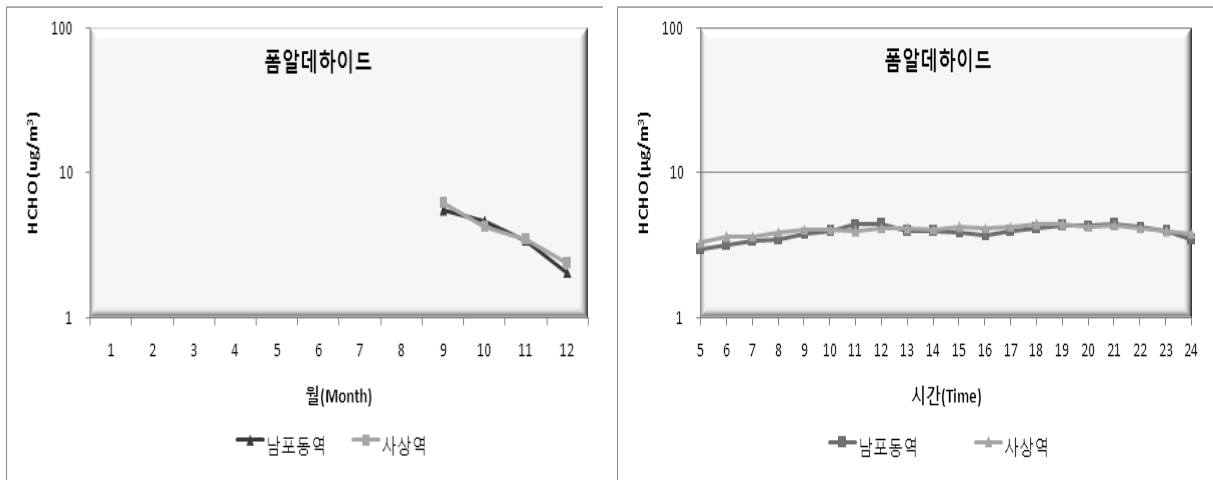 폼알데하이드
HCHO(ug/m³)
100
10
1
1 2 3 4 5 6 7 8 9 10 11 12
월(Month)
남포동역 사상역
폼알데하이드
HCHO(µg/m³)
100
10
1
5 6 7 8 9 10 11 12 13 14 15 16 17 18 19 20 21 22 23 24
시간(Time)
남포동역 사상역